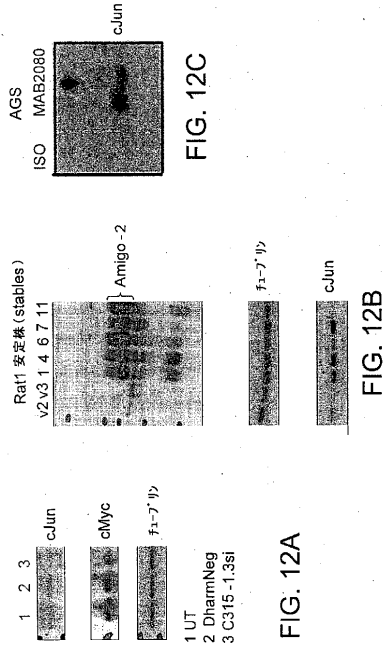 1 2 3
cJun
cMyc
チューブリン
1 UT
2 DharmNeg
3 C315 -1.3si
FIG. 12A
Rat1 安定株 (stables)
v2 v3 1 4 6 7 11
Amigo - 2
チューブリン
cJun
FIG. 12B
AGS
ISO MAB2080
cJun
FIG. 12C